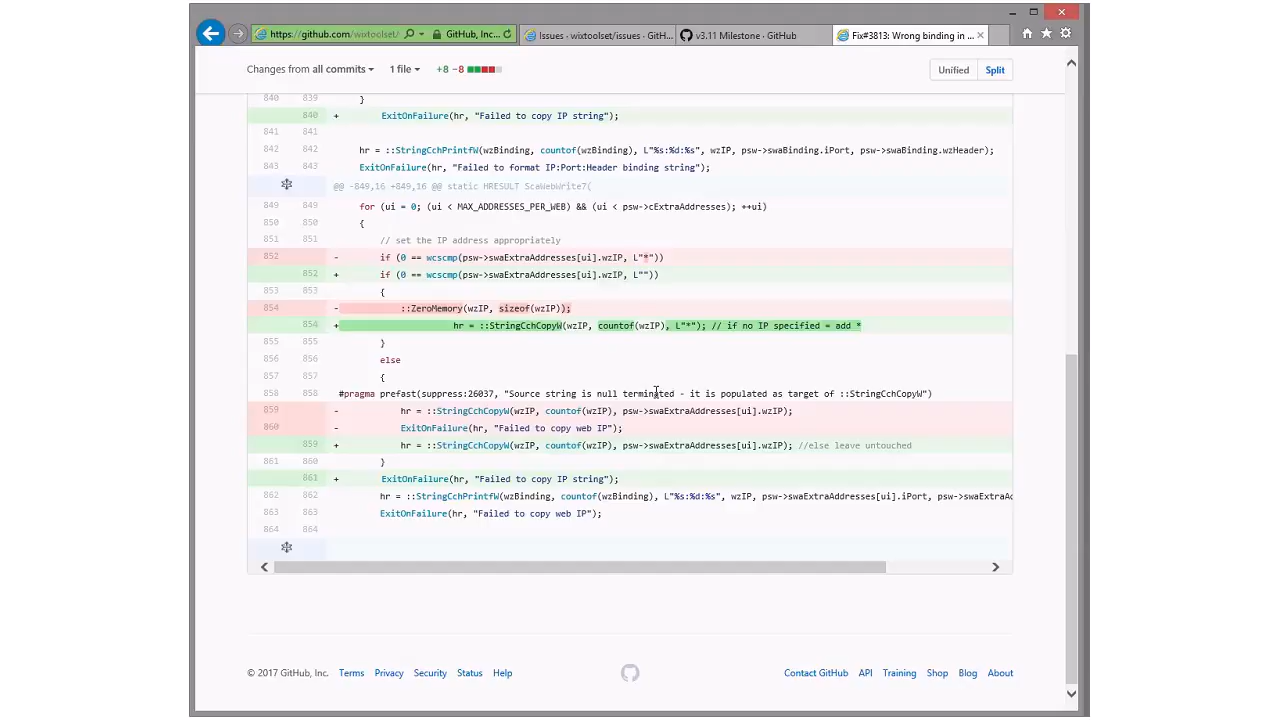 https://github.com/wixtoolset/ GitHub, Inc... Issues · wixtoolset/issues · GitH... v3.11 Milestone · GitHub Fix#3813: Wrong binding in ...
Changes from all commits 1 file +8 −8 Unified Split
840 839 }
840 + ExitOnFailure(hr, "Failed to copy IP string");
841 841
842 842 hr = ::StringCchPrintfW(wzBinding, countof(wzBinding), L"%s:%d:%s", wzIP, psw->swaBinding.iPort, psw->swaBinding.wzHeader);
843 843 ExitOnFailure(hr, "Failed to format IP:Port:Header binding string");
@@ -849,16 +849,16 @@ static HRESULT ScaWebWrite7(
849 849 for (ui = 0; (ui < MAX_ADDRESSES_PER_WEB) && (ui < psw->cExtraAddresses); ++ui)
850 850 {
851 851 // set the IP address appropriately
852 - if (0 == wcscmp(psw->swaExtraAddresses[ui].wzIP, L"*"))
852 + if (0 == wcscmp(psw->swaExtraAddresses[ui].wzIP, L""))
853 853 {
854 - ::ZeroMemory(wzIP, sizeof(wzIP));
854 + hr = ::StringCchCopyW(wzIP, countof(wzIP), L"*"); // if no IP specified = add *
855 855 }
856 856 else
857 857 {
858 858 #pragma prefast(suppress:26037, "Source string is null terminated - it is populated as target of ::StringCchCopyW")
859 - hr = ::StringCchCopyW(wzIP, countof(wzIP), psw->swaExtraAddresses[ui].wzIP);
860 - ExitOnFailure(hr, "Failed to copy web IP");
859 + hr = ::StringCchCopyW(wzIP, countof(wzIP), psw->swaExtraAddresses[ui].wzIP); //else leave untouched
861 860 }
861 + ExitOnFailure(hr, "Failed to copy IP string");
862 862 hr = ::StringCchPrintfW(wzBinding, countof(wzBinding), L"%s:%d:%s", wzIP, psw->swaExtraAddresses[ui].iPort, psw->swaExtraAc
863 863 ExitOnFailure(hr, "Failed to copy web IP");
864 864
© 2017 GitHub, Inc. Terms Privacy Security Status Help Contact GitHub API Training Shop Blog About